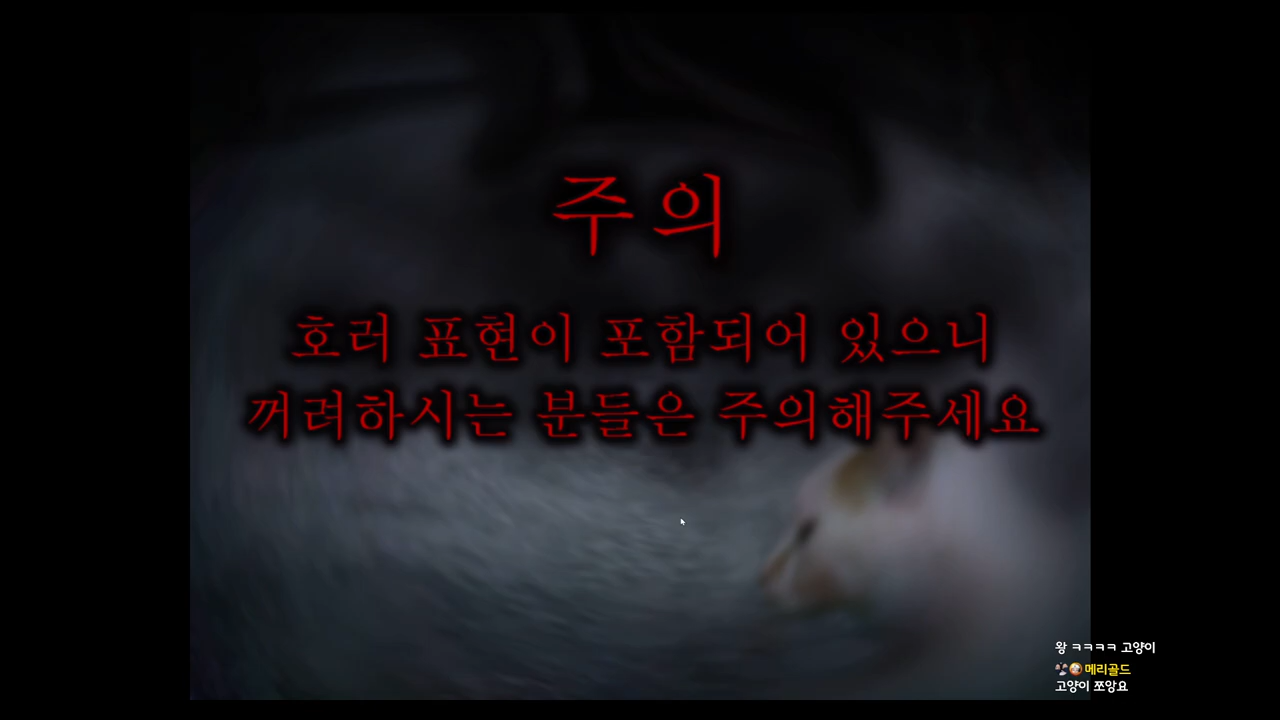 주의
호러 표현이 포함되어 있으니
꺼려하시는 분들은 주의해주세요
왕 ㅋㅋㅋㅋ 고양이
메리골드
고양이 쪼앙요